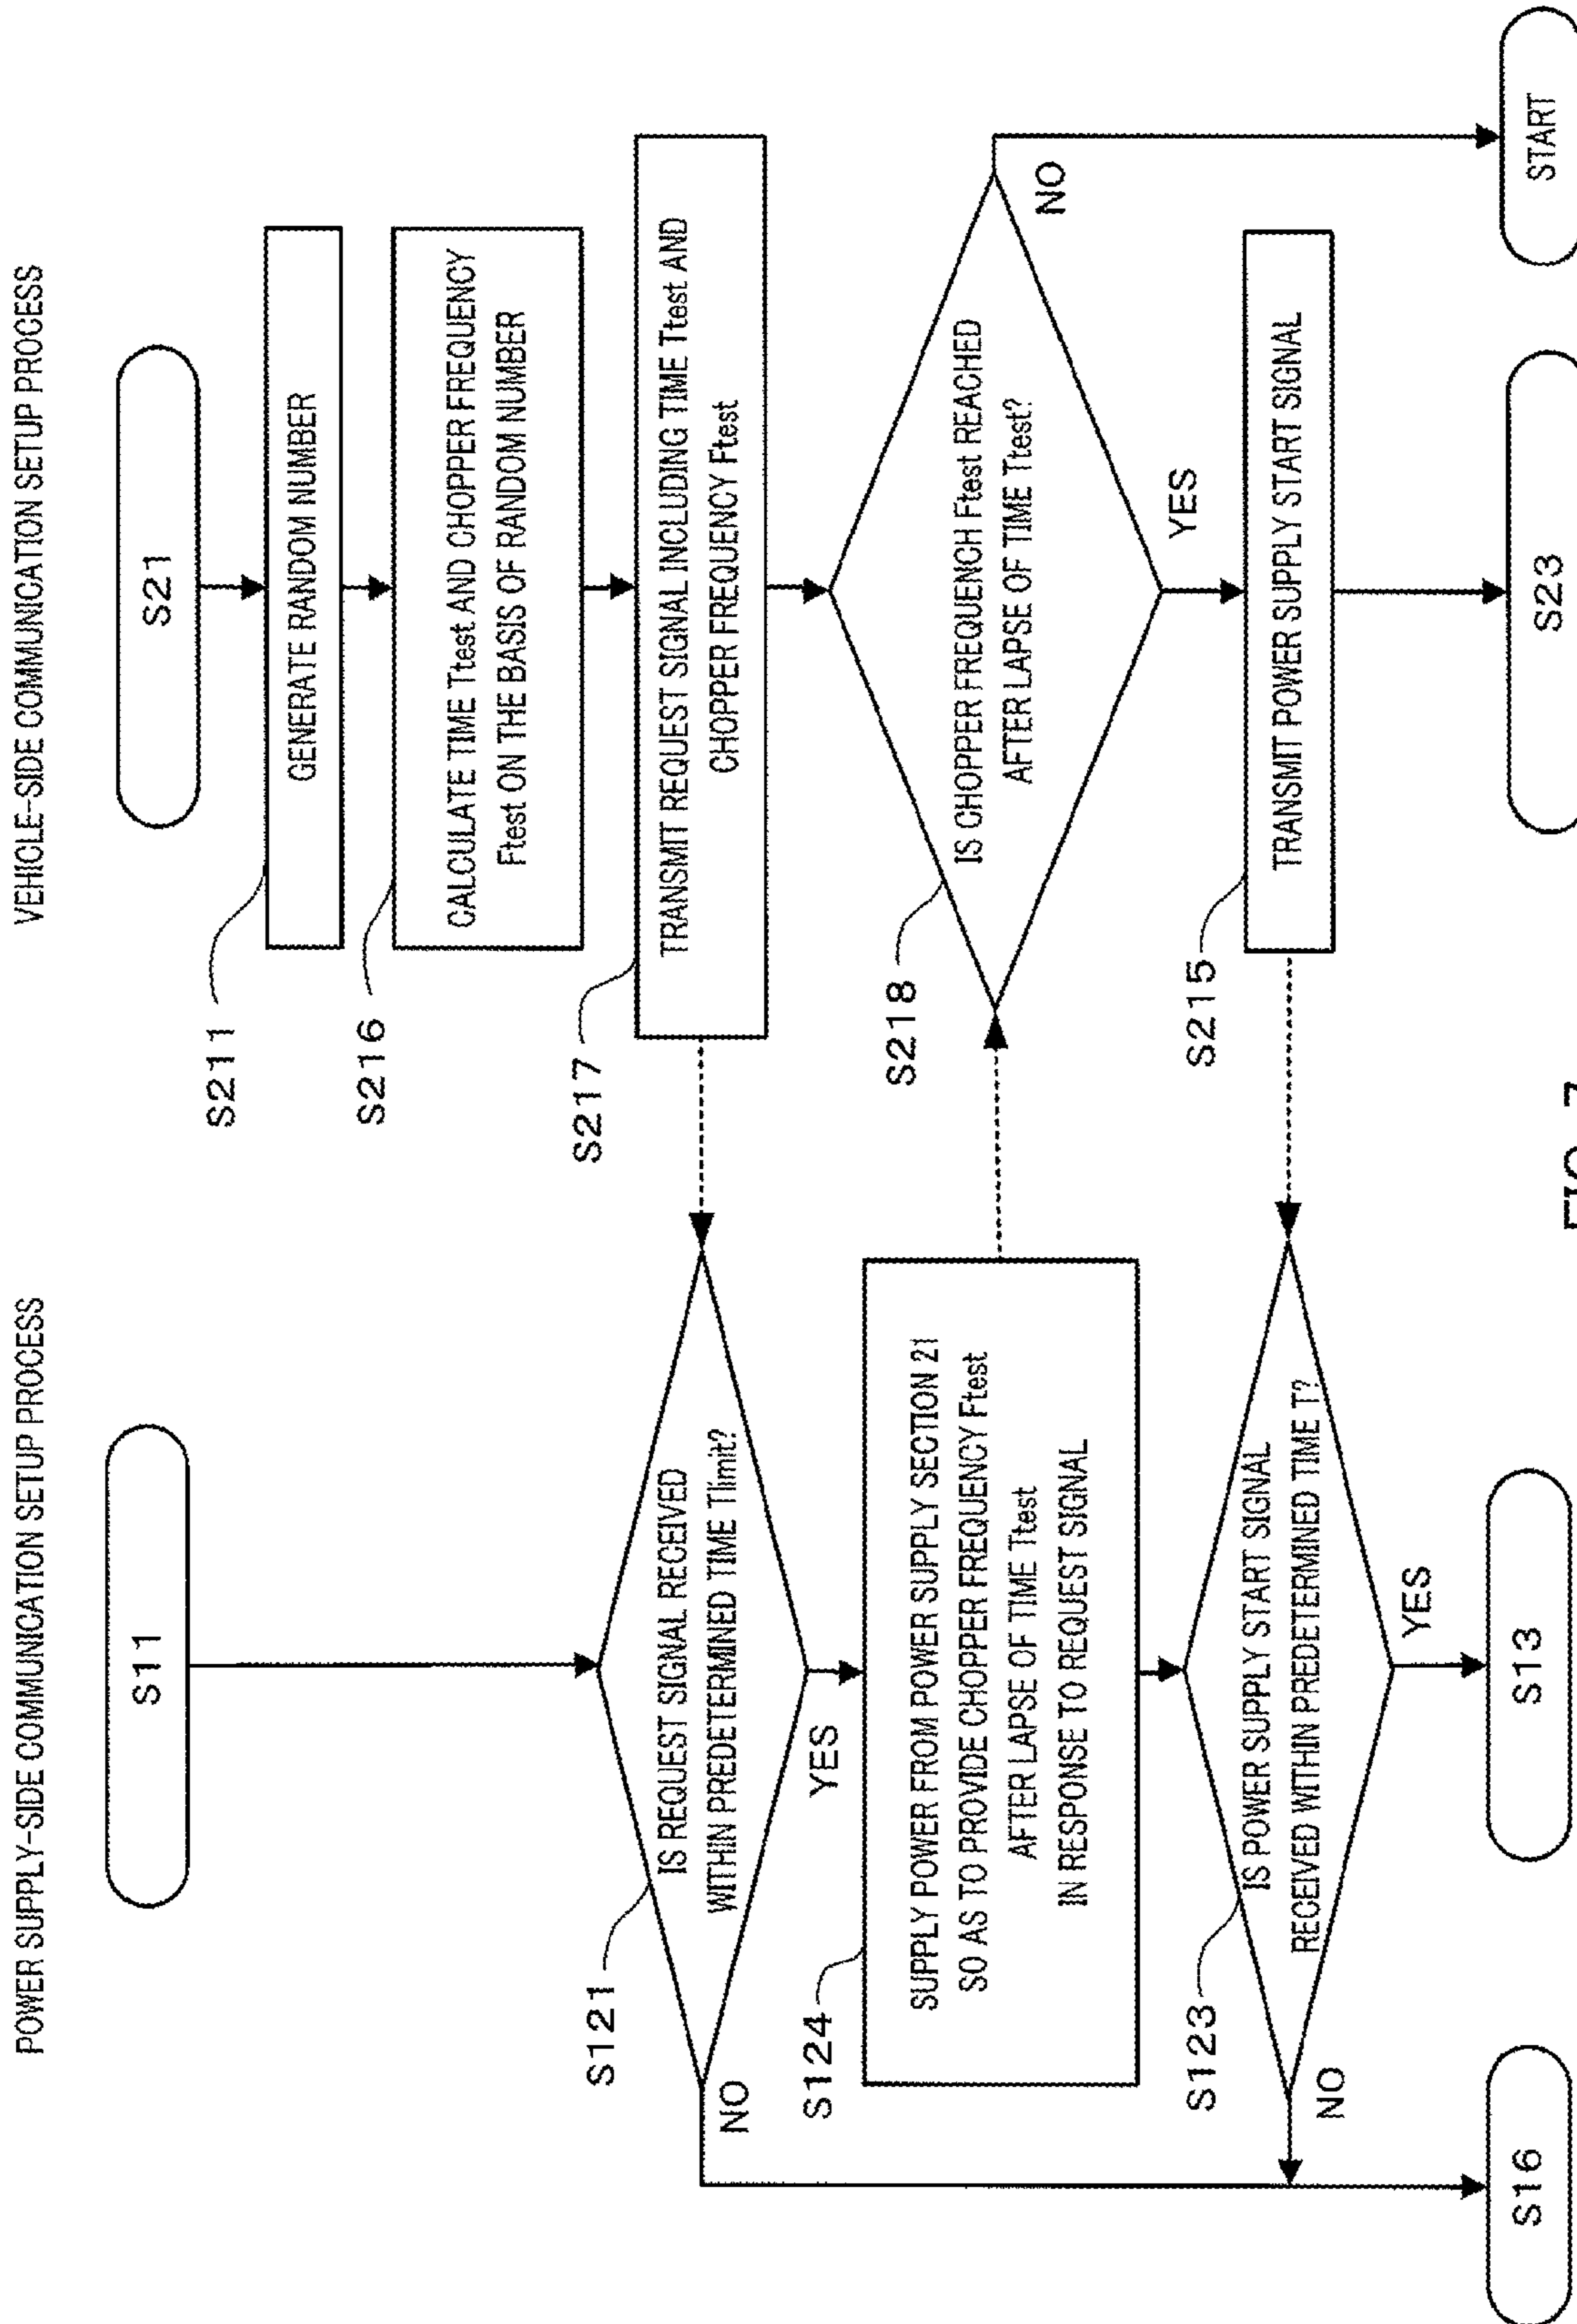 POWER SUPPLY-SIDE COMMUNICATION SETUP PROCESS
VEHICLE-SIDE COMMUNICATION SETUP PROCESS
S11
S21
S211
GENERATE RANDOM NUMBER
S216
CALCULATE TIME Ttest AND CHOPPER FREQUENCY
Ftest ON THE BASIS OF RANDOM NUMBER
S217
TRANSMIT REQUEST SIGNAL INCLUDING TIME Ttest AND
CHOPPER FREQUENCY Ftest
S121
IS REQUEST SIGNAL RECEIVED
WITHIN PREDETERMINED TIME Tlimit?
NO
YES
S124
SUPPLY POWER FROM POWER SUPPLY SECTION 21
SO AS TO PROVIDE CHOPPER FREQUENCY Ftest
AFTER LAPSE OF TIME Ttest
IN RESPONSE TO REQUEST SIGNAL
S218
IS CHOPPER FREQUENCH Ftest REACHED
AFTER LAPSE OF TIME Ttest?
NO
YES
S123
IS POWER SUPPLY START SIGNAL
RECEIVED WITHIN PREDETERMINED TIME T?
NO
YES
S215
TRANSMIT POWER SUPPLY START SIGNAL
S16
S13
S23
START
FIG. 7